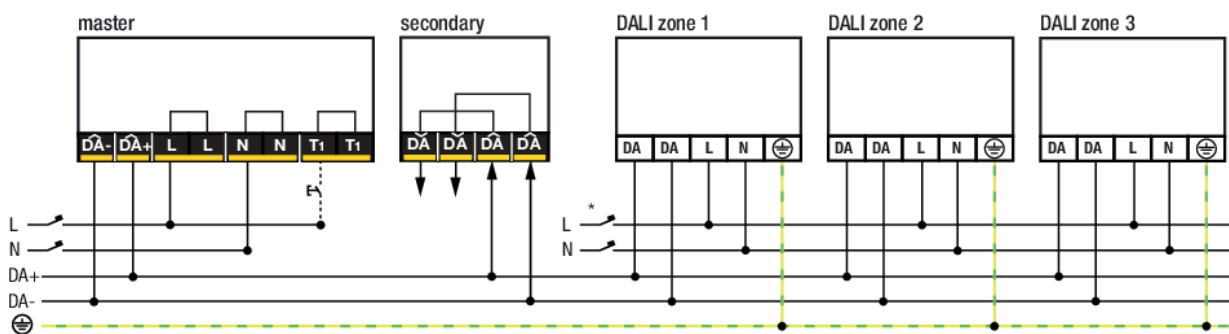 master secondary DALI zone 1 DALI zone 2 DALI zone 3
DA- DA+ L L N N T1 T1 DA DA DA DA DA DA L N DA DA L N DA DA L N
L L *
N N
DA+
DA-